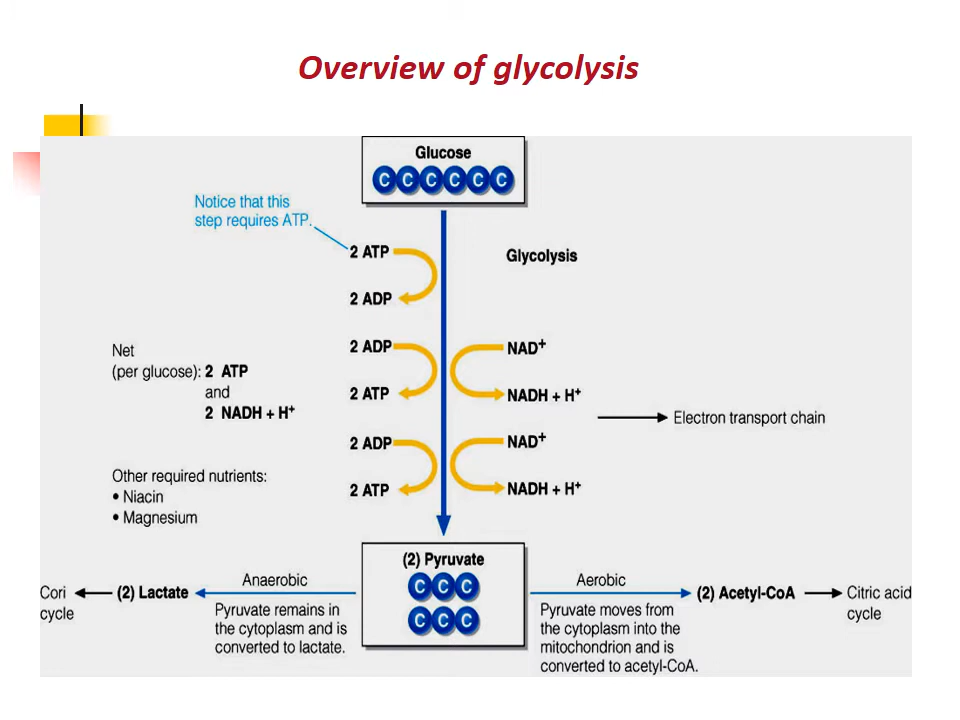 Overview of glycolysis
Glucose
C C C C C C
Notice that this
step requires ATP.
2 ATP
Glycolysis
2 ADP
2 ADP
NAD+
Net
(per glucose): 2 ATP
and
2 NADH + H+
2 ATP
NADH + H+
Electron transport chain
2 ADP
NAD+
2 ATP
NADH + H+
Other required nutrients:
• Niacin
• Magnesium
(2) Pyruvate
C C C
C C C
Anaerobic
Pyruvate remains in
the cytoplasm and is
converted to lactate.
(2) Lactate
Cori
cycle
Aerobic
Pyruvate moves from
the cytoplasm into the
mitochondrion and is
converted to acetyl-CoA.
(2) Acetyl-CoA
Citric acid
cycle